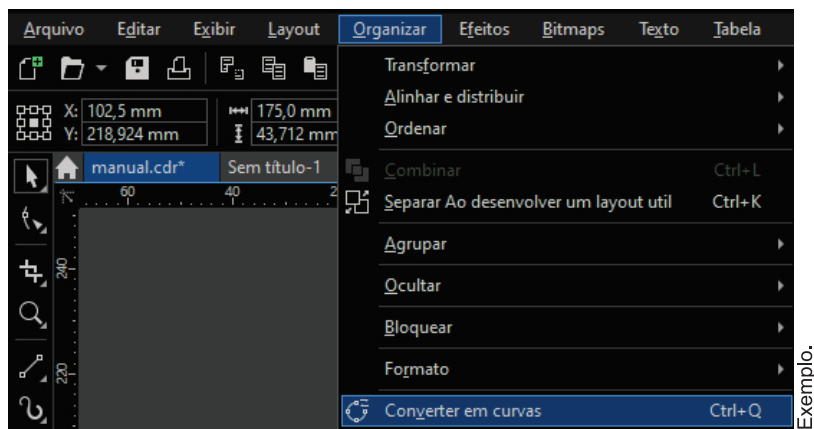 Arquivo Editar Exibir Layout Organizar Efeitos Bitmaps Texto Tabela
Transformar
X: 102,5 mm 175,0 mm
Alinhar e distribuir
Y: 218,924 mm 43,712 mm
Ordenar
manual.cdr* Sem título-1
Combinar Ctrl+L
60 40 2
Separar Ao desenvolver um layout util Ctrl+K
Agrupar
240
Ocultar
Bloquear
Formato
220
Converter em curvas Ctrl+Q
Exemplo.